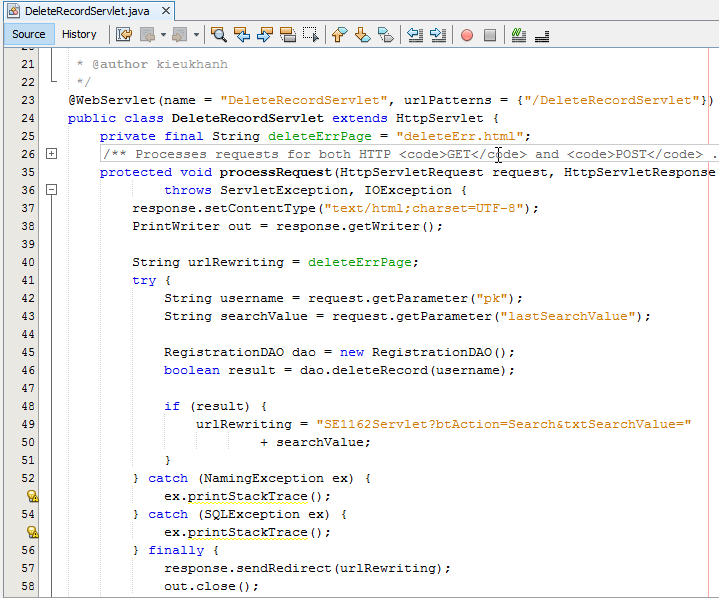 DeleteRecordServlet.java
Source History
21 * @author kieukhanh
22 */
23 @WebServlet(name = "DeleteRecordServlet", urlPatterns = {"/DeleteRecordServlet"})
24 public class DeleteRecordServlet extends HttpServlet {
25 private final String deleteErrPage = "deleteErr.html";
26 /** Processes requests for both HTTP <code>GET</code> and <code>POST</code> .
35 protected void processRequest(HttpServletRequest request, HttpServletResponse
36 throws ServletException, IOException {
37 response.setContentType("text/html;charset=UTF-8");
38 PrintWriter out = response.getWriter();
39
40 String urlRewriting = deleteErrPage;
41 try {
42 String username = request.getParameter("pk");
43 String searchValue = request.getParameter("lastSearchValue");
44
45 RegistrationDAO dao = new RegistrationDAO();
46 boolean result = dao.deleteRecord(username);
47
48 if (result) {
49 urlRewriting = "SE1162Servlet?btAction=Search&txtSearchValue="
50 + searchValue;
51 }
52 } catch (NamingException ex) {
ex.printStackTrace();
54 } catch (SQLException ex) {
ex.printStackTrace();
56 } finally {
57 response.sendRedirect(urlRewriting);
58 out.close();